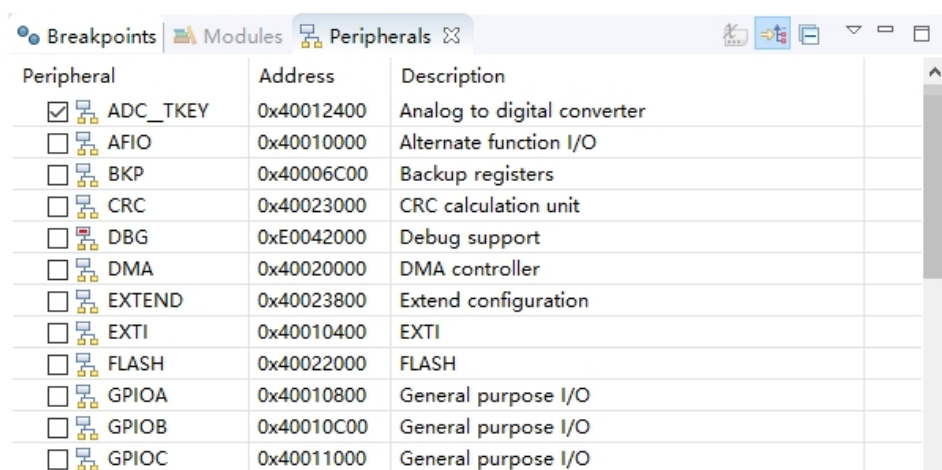 Breakpoints Modules Peripherals
Peripheral Address Description
ADC_TKEY 0x40012400 Analog to digital converter
AFIO 0x40010000 Alternate function I/O
BKP 0x40006C00 Backup registers
CRC 0x40023000 CRC calculation unit
DBG 0xE0042000 Debug support
DMA 0x40020000 DMA controller
EXTEND 0x40023800 Extend configuration
EXTI 0x40010400 EXTI
FLASH 0x40022000 FLASH
GPIOA 0x40010800 General purpose I/O
GPIOB 0x40010C00 General purpose I/O
GPIOC 0x40011000 General purpose I/O